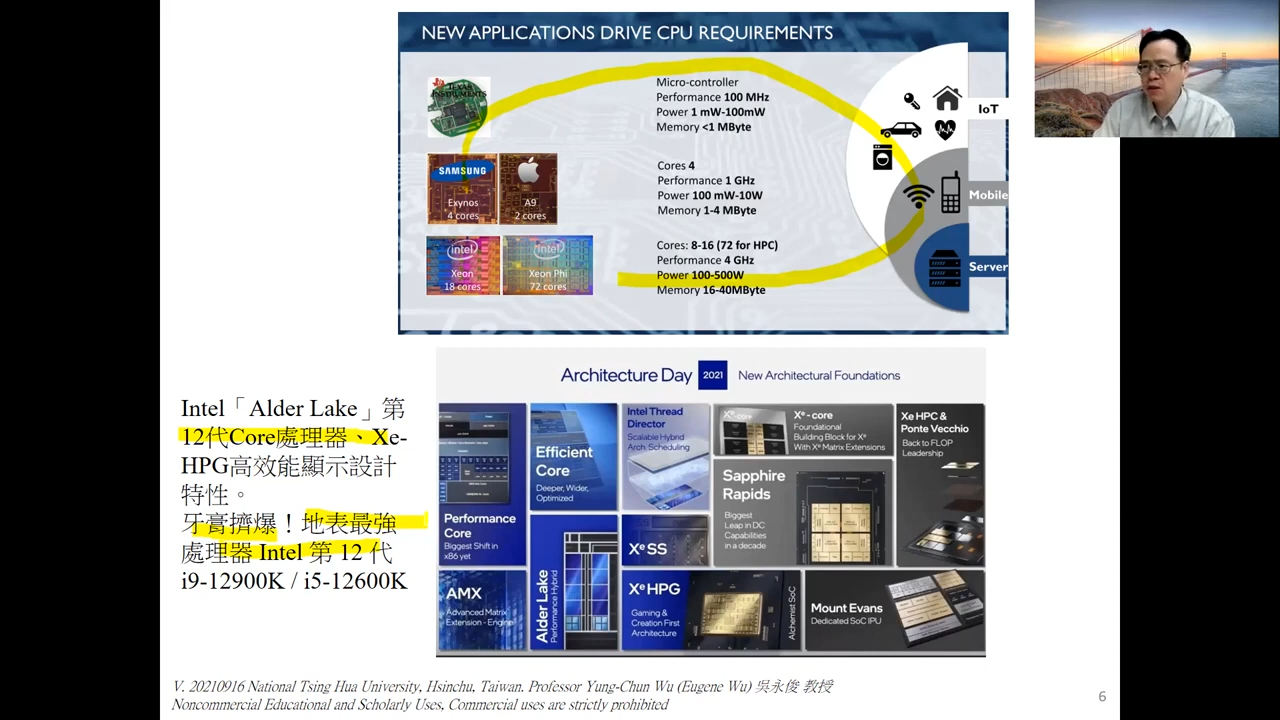 NEW APPLICATIONS DRIVE CPU REQUIREMENTS
TEXAS
INSTRUMENTS
Micro-controller
Performance 100 MHz
Power 1 mW-100mW
Memory <1 MByte
IoT
SAMSUNG
Exynos
4 cores
A9
2 cores
Cores 4
Performance 1 GHz
Power 100 mW-10W
Memory 1-4 MByte
Mobile
intel
Xeon
18 cores
intel
Xeon Phi
72 cores
Cores: 8-16 (72 for HPC)
Performance 4 GHz
Power 100-500W
Memory 16-40MByte
Server
Intel「Alder Lake」第
12代Core處理器、Xe-
HPG高效能顯示設計
特性。
牙膏擠爆！地表最強
處理器 Intel 第 12 代
i9-12900K / i5-12600K
Architecture Day 2021 New Architectural Foundations
Performance
Core
Biggest Shift in
x86 yet
Efficient
Core
Deeper, Wider,
Optimized
Intel Thread
Director
Scalable Hybrid
Arch. Scheduling
Xe-core
Xe-core
Foundational
Building Block for Xe
With Xe Matrix Extensions
Xe HPC &
Ponte Vecchio
Back to FLOP
Leadership
Sapphire
Rapids
Biggest
Leap in DC
Capabilities
in a decade
AMX
Advanced Matrix
Extension - Engine
Alder Lake
Performance Hybrid
Xe SS
Xe HPG
Gaming &
Creation First
Architecture
Alchemist SoC
Mount Evans
Dedicated SoC IPU
V. 20210916 National Tsing Hua University, Hsinchu, Taiwan. Professor Yung-Chun Wu (Eugene Wu) 吳永俊 教授
Noncommercial Educational and Scholarly Uses, Commercial uses are strictly prohibited
6